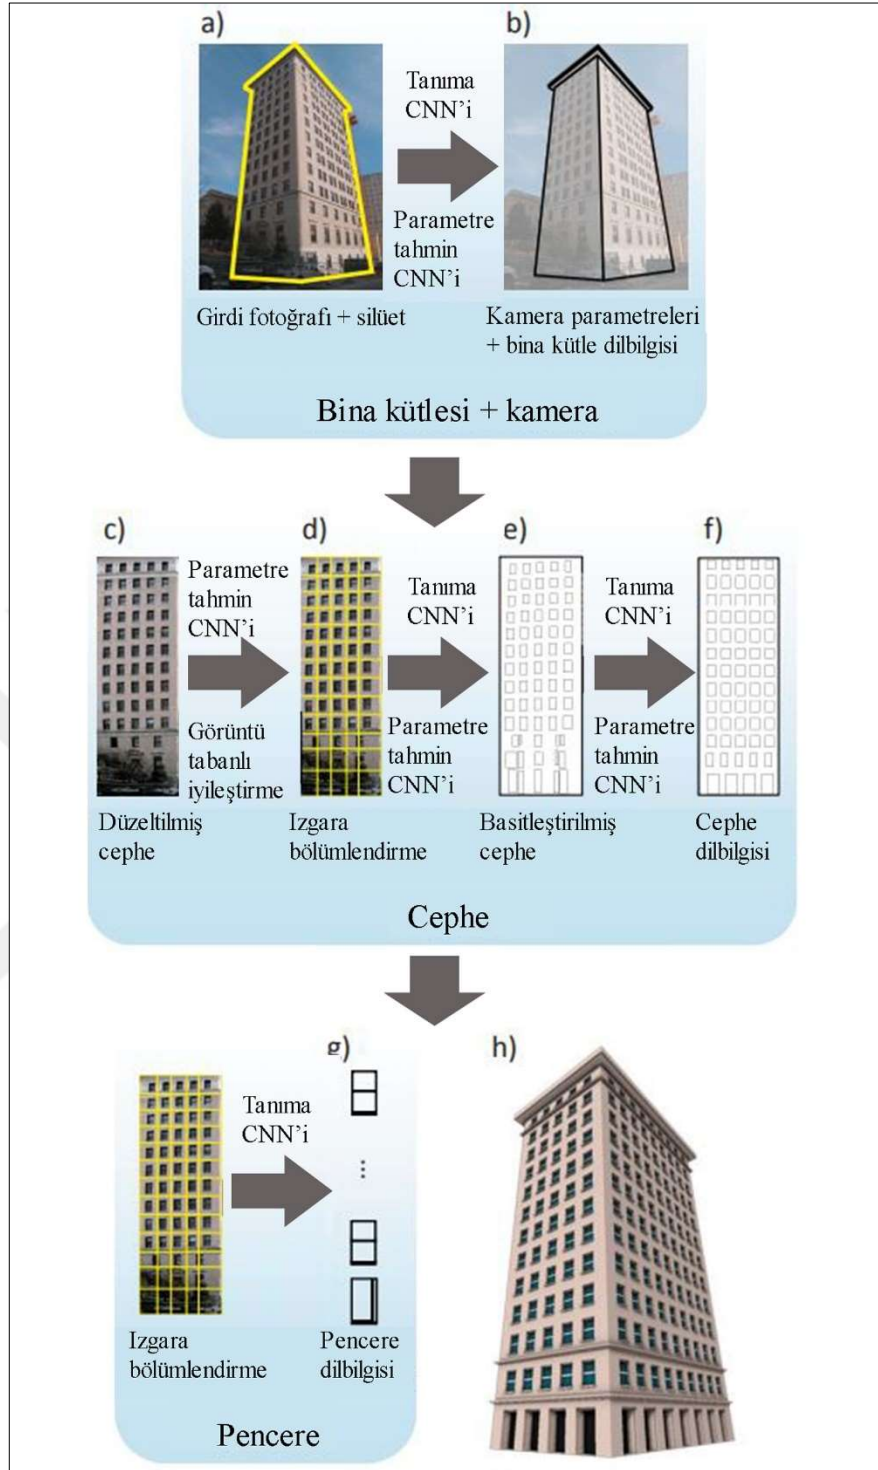 a)
b)
Tanıma
CNN’i
Parametre
tahmin
CNN’i
Girdi fotoğrafı + silüet
Kamera parametreleri
+ bina kütle dilbilgisi
Bina kütlesi + kamera
c)
d)
e)
f)
Parametre
tahmin
CNN’i
Görüntü
tabanlı
iyileştirme
Tanıma
CNN’i
Parametre
tahmin
CNN’i
Tanıma
CNN’i
Parametre
tahmin
CNN’i
Düzeltilmiş
cephe
Izgara
bölümlendirme
Basitleştirilmiş
cephe
Cephe
dilbilgisi
Cephe
g)
h)
Tanıma
CNN’i
...
Izgara
bölümlendirme
Pencere
dilbilgisi
Pencere